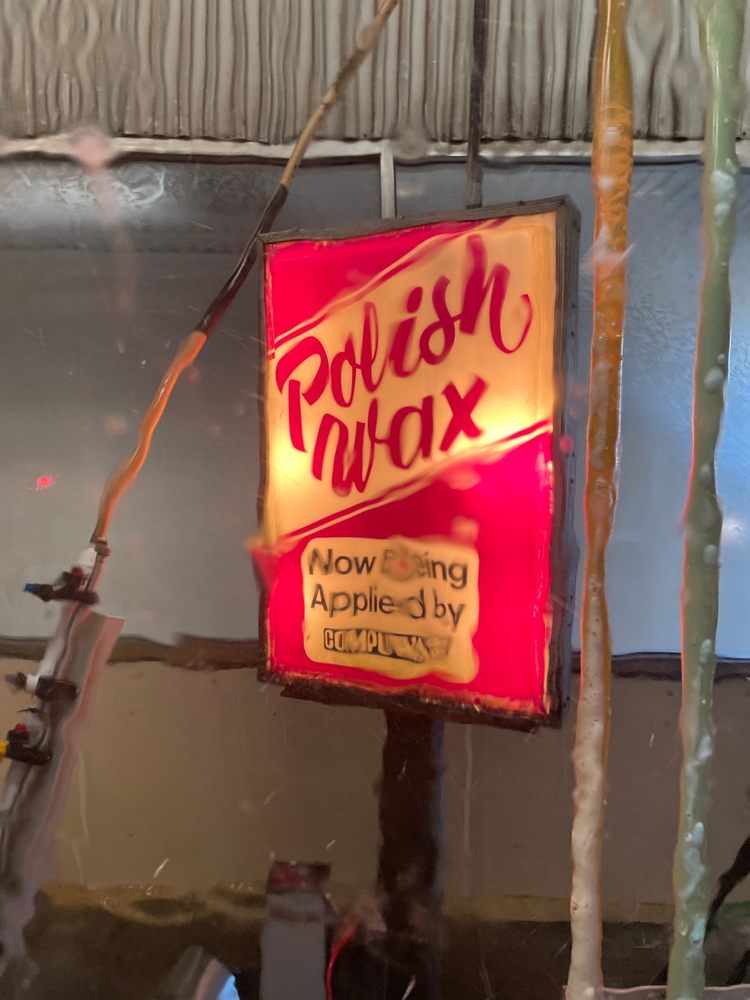 Polish
wax
Now Being
Applied by